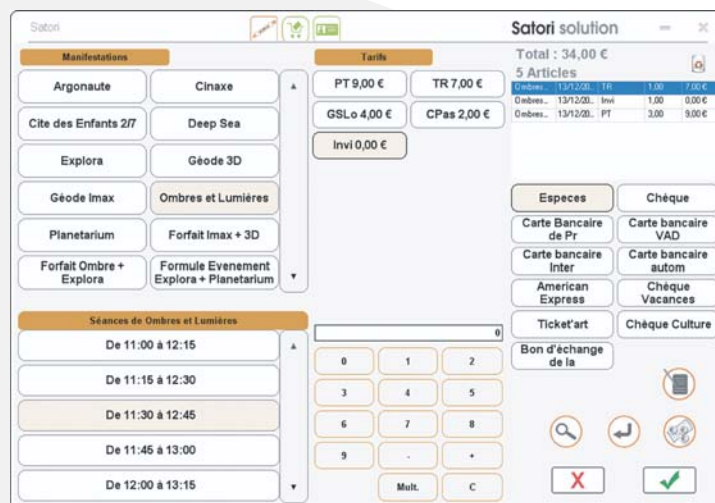 Satori
Satori solution
Manifestations
Argonaute
Cinaxe
Cite des Enfants 2/7
Deep Sea
Explora
Gèode 3D
Gèode Imax
Ombres et Lumières
Planetarium
Forfait Imax + 3D
Forfait Ombre +
Explora
Formule Evenement
Explora + Planetarium
Tarifs
PT 9,00 €
TR 7,00 €
GSLo 4,00 €
CPas 2,00 €
Invi 0,00 €
Total : 34,00 €
5 Articles
Ombres... 13/12/20... TR 1,00 7,00 €
Ombres... 13/12/20... Invi 1,00 0,00 €
Ombres... 13/12/20... PT 3,00 9,00 €
Especes
Chèque
Carte Bancaire
de Pr
Carte bancaire
VAD
Carte bancaire
Inter
Carte bancaire
autom
American
Express
Chèque
Vacances
Ticket'art
Chèque Culture
Bon d'échange
de la
Séances de Ombres et Lumières
De 11:00 à 12:15
De 11:15 à 12:30
De 11:30 à 12:45
De 11:45 à 13:00
De 12:00 à 13:15
0
0
1
2
3
4
5
6
7
8
9
.
+
Mult.
C